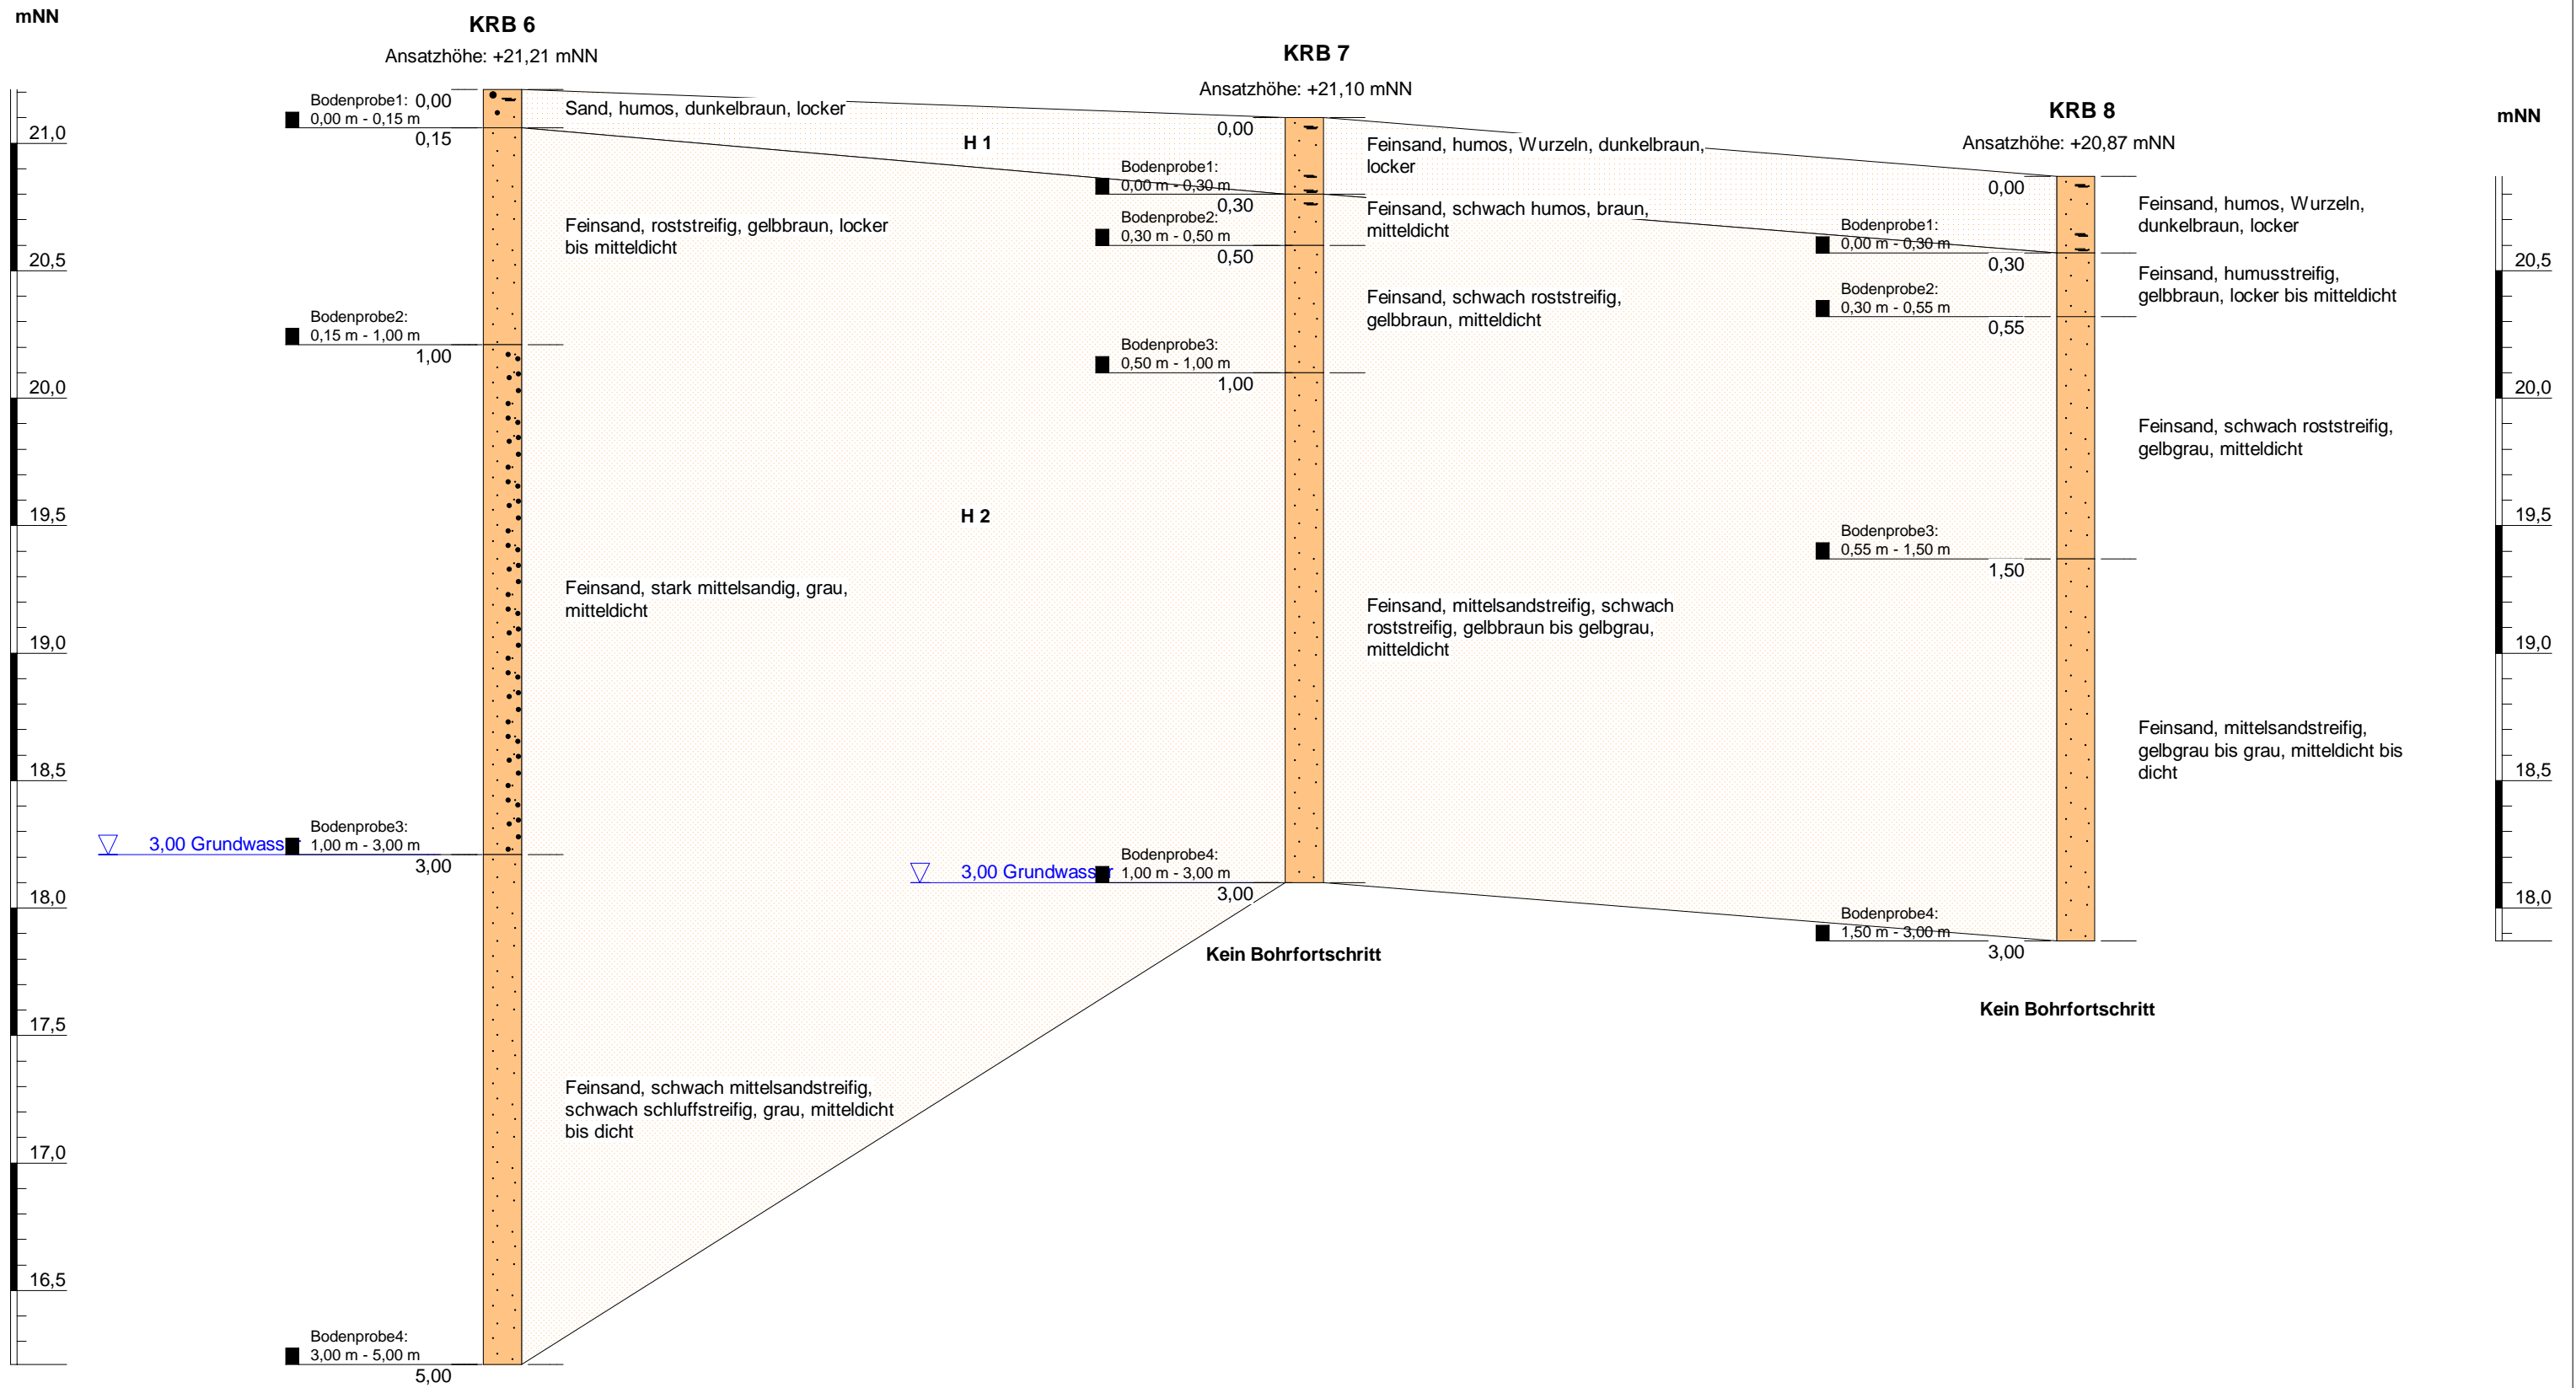 mNN
KRB 6
Ansatzhöhe: +21,21 mNN
21,0
20,5
20,0
19,5
19,0
18,5
18,0
17,5
17,0
16,5
Bodenprobe1:
0,00 m - 0,15 m
0,00
0,15
Sand, humos, dunkelbraun, locker
Feinsand, roststreifig, gelbbraun, locker
bis mitteldicht
Bodenprobe2:
0,15 m - 1,00 m
1,00
Feinsand, stark mittelsandig, grau,
mitteldicht
3,00 Grundwasser
Bodenprobe3:
1,00 m - 3,00 m
3,00
Feinsand, schwach mittelsandstreifig,
schwach schluffstreifig, grau, mitteldicht
bis dicht
Bodenprobe4:
3,00 m - 5,00 m
5,00
H 1
H 2
KRB 7
Ansatzhöhe: +21,10 mNN
0,00
Feinsand, humos, Wurzeln, dunkelbraun,
locker
Bodenprobe1:
0,00 m - 0,30 m
0,30
Feinsand, schwach humos, braun,
mitteldicht
Bodenprobe2:
0,30 m - 0,50 m
0,50
Feinsand, schwach roststreifig,
gelbbraun, mitteldicht
Bodenprobe3:
0,50 m - 1,00 m
1,00
Feinsand, mittelsandstreifig, schwach
roststreifig, gelbbraun bis gelbgrau,
mitteldicht
3,00 Grundwasser
Bodenprobe4:
1,00 m - 3,00 m
3,00
Kein Bohrfortschritt
KRB 8
Ansatzhöhe: +20,87 mNN
0,00
Feinsand, humos, Wurzeln,
dunkelbraun, locker
Bodenprobe1:
0,00 m - 0,30 m
0,30
Feinsand, humusstreifig,
gelbbraun, locker bis mitteldicht
Bodenprobe2:
0,30 m - 0,55 m
0,55
Feinsand, schwach roststreifig,
gelbgrau, mitteldicht
Bodenprobe3:
0,55 m - 1,50 m
1,50
Feinsand, mittelsandstreifig,
gelbgrau bis grau, mitteldicht bis
dicht
Bodenprobe4:
1,50 m - 3,00 m
3,00
Kein Bohrfortschritt
mNN
20,5
20,0
19,5
19,0
18,5
18,0